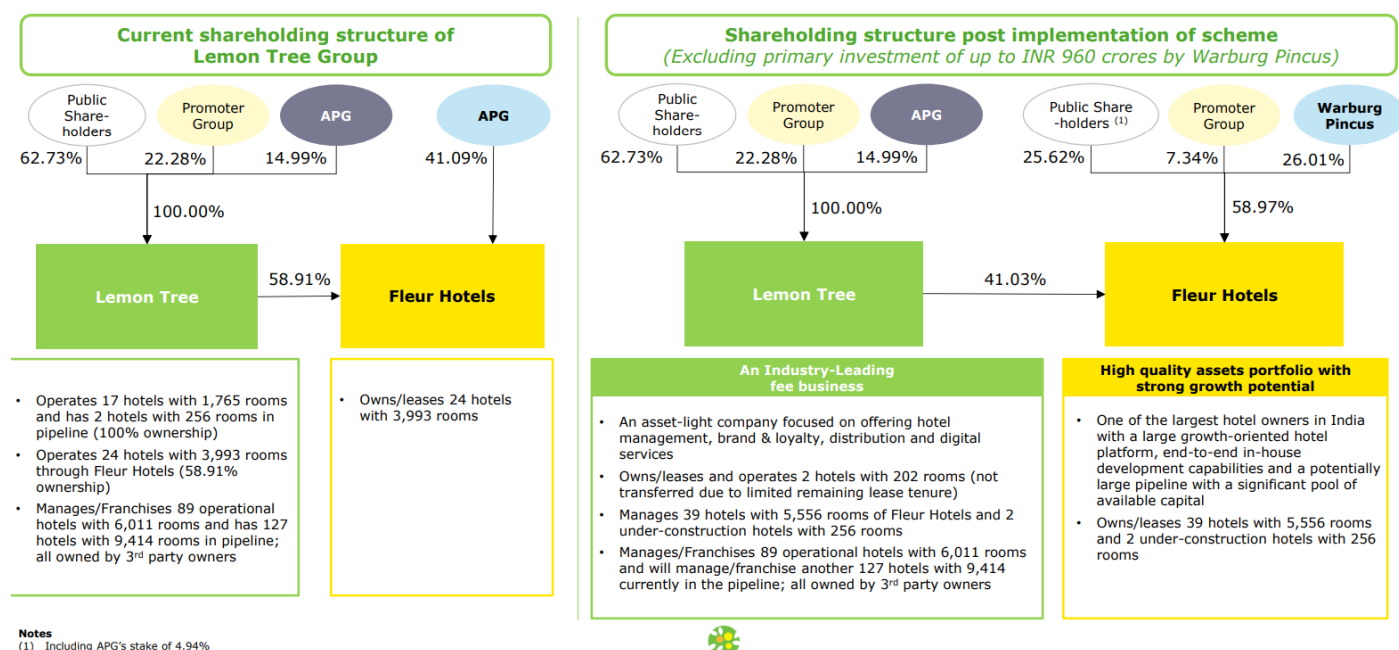 Current shareholding structure of
Lemon Tree Group
Public
Share-
holders
Promoter
Group
APG
APG
62.73%
22.28%
14.99%
41.09%
100.00%
Lemon Tree
58.91%
Fleur Hotels
• Operates 17 hotels with 1,765 rooms
and has 2 hotels with 256 rooms in
pipeline (100% ownership)
• Operates 24 hotels with 3,993 rooms
through Fleur Hotels (58.91%
ownership)
• Manages/Franchises 89 operational
hotels with 6,011 rooms and has 127
hotels with 9,414 rooms in pipeline;
all owned by 3rd party owners
• Owns/leases 24 hotels
with 3,993 rooms
Shareholding structure post implementation of scheme
(Excluding primary investment of up to INR 960 crores by Warburg Pincus)
Public
Share-
holders
Promoter
Group
APG
Public Share
-holders (1)
Promoter
Group
Warburg
Pincus
62.73%
22.28%
14.99%
25.62%
7.34%
26.01%
100.00%
58.97%
Lemon Tree
41.03%
Fleur Hotels
An Industry-Leading
fee business
• An asset-light company focused on offering hotel
management, brand & loyalty, distribution and digital
services
• Owns/leases and operates 2 hotels with 202 rooms (not
transferred due to limited remaining lease tenure)
• Manages 39 hotels with 5,556 rooms of Fleur Hotels and 2
under-construction hotels with 256 rooms
• Manages/Franchises 89 operational hotels with 6,011 rooms
and will manage/franchise another 127 hotels with 9,414
currently in the pipeline; all owned by 3rd party owners
High quality assets portfolio with
strong growth potential
• One of the largest hotel owners in India
with a large growth-oriented hotel
platform, end-to-end in-house
development capabilities and a potentially
large pipeline with a significant pool of
available capital
• Owns/leases 39 hotels with 5,556 rooms
and 2 under-construction hotels with 256
rooms
Notes
(1) Including APG's stake of 4.94%